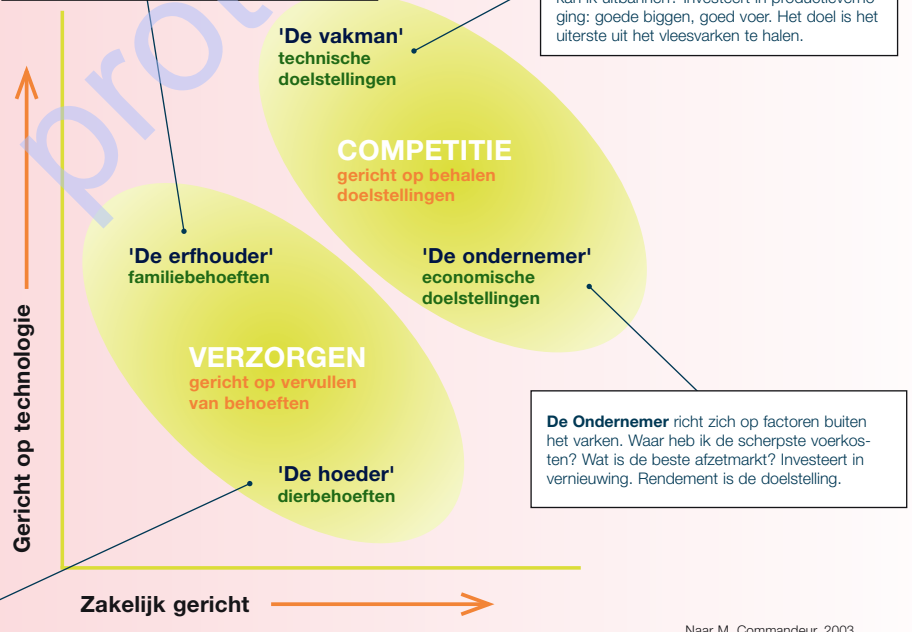 kan ik uitbannen? Investeert in productieverho-
ging: goede biggen, goed voer. Het doel is het
uiterste uit het vleesvarken te halen.
'De vakman'
technische
doelstellingen
COMPETITIE
gericht op behalen
doelstellingen
'De erfhouder'
familiebehoeften
'De ondernemer'
economische
doelstellingen
VERZORGEN
gericht op vervullen
van behoeften
De Ondernemer richt zich op factoren buiten
het varken. Waar heb ik de scherpste voerkos-
ten? Wat is de beste afzetmarkt? Investeert in
vernieuwing. Rendement is de doelstelling.
'De hoeder'
dierbehoeften
Gericht op technologie
Zakelijk gericht
Naar M. Commandeur, 2003
prot